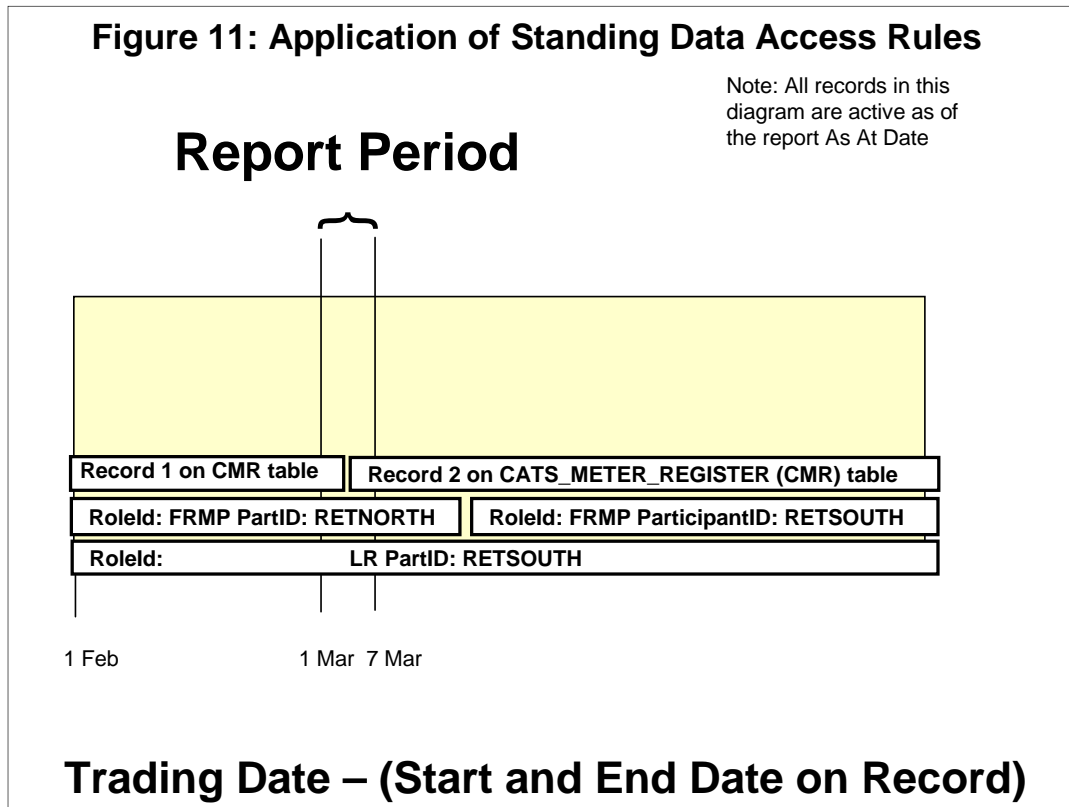 Figure 11: Application of Standing Data Access Rules
Note: All records in this
diagram are active as of
the report As At Date
Report Period
Record 1 on CMR table
Record 2 on CATS_METER_REGISTER (CMR) table
RoleId: FRMP PartID: RETNORTH
RoleId: FRMP ParticipantID: RETSOUTH
RoleId: LR PartID: RETSOUTH
1 Feb
1 Mar
7 Mar
Trading Date – (Start and End Date on Record)